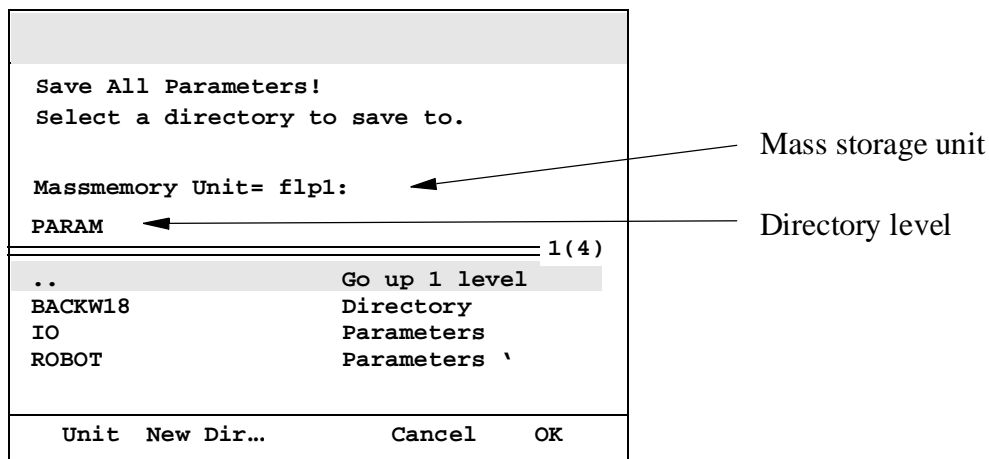 Save All Parameters!
Select a directory to save to.
Mass storage unit
Massmemory Unit= flp1:
PARAM
Directory level
1(4)
.. Go up 1 level
BACKW18 Directory
IO Parameters
ROBOT Parameters ‛
Unit New Dir… Cancel OK